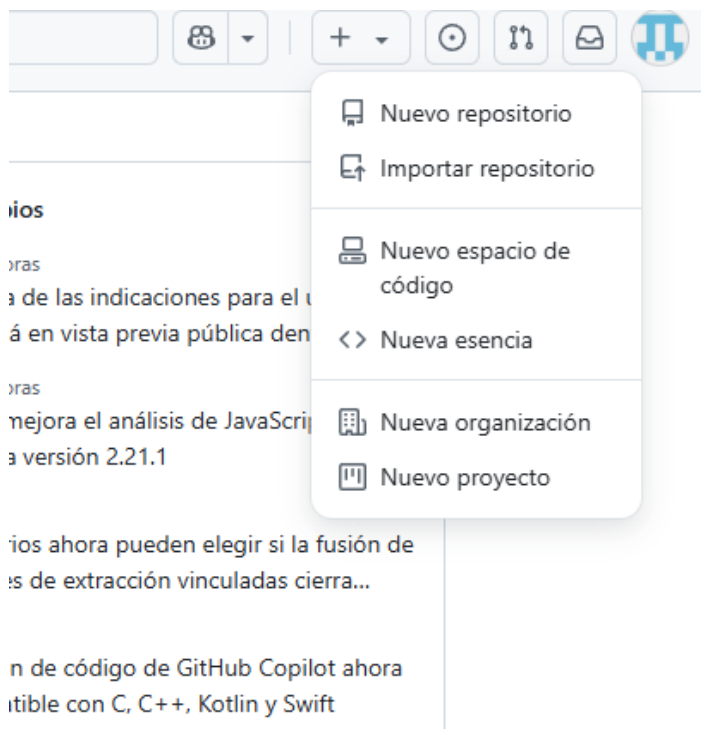 Nuevo repositorio
Importar repositorio
Nuevo espacio de
código
Nueva esencia
Nueva organización
Nuevo proyecto
a de las indicaciones para el
á en vista previa pública den
mejora el análisis de JavaScrip
a versión 2.21.1
ios ahora pueden elegir si la fusión de
es de extracción vinculadas cierra...
n de código de GitHub Copilot ahora
tible con C, C++, Kotlin y Swift